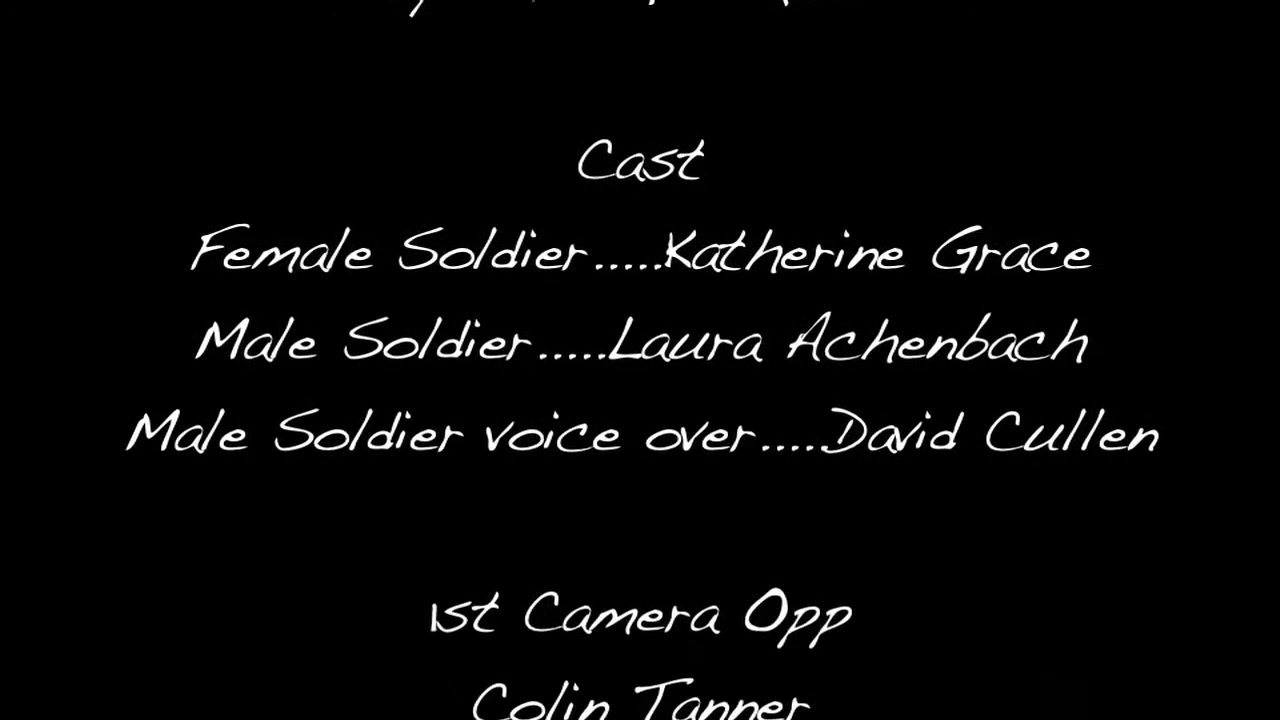 Cast
Female Soldier.....Katherine Grace
Male Soldier.....Laura Achenbach
Male Soldier voice over.....David Cullen
1st Camera Opp
Colin Tanner